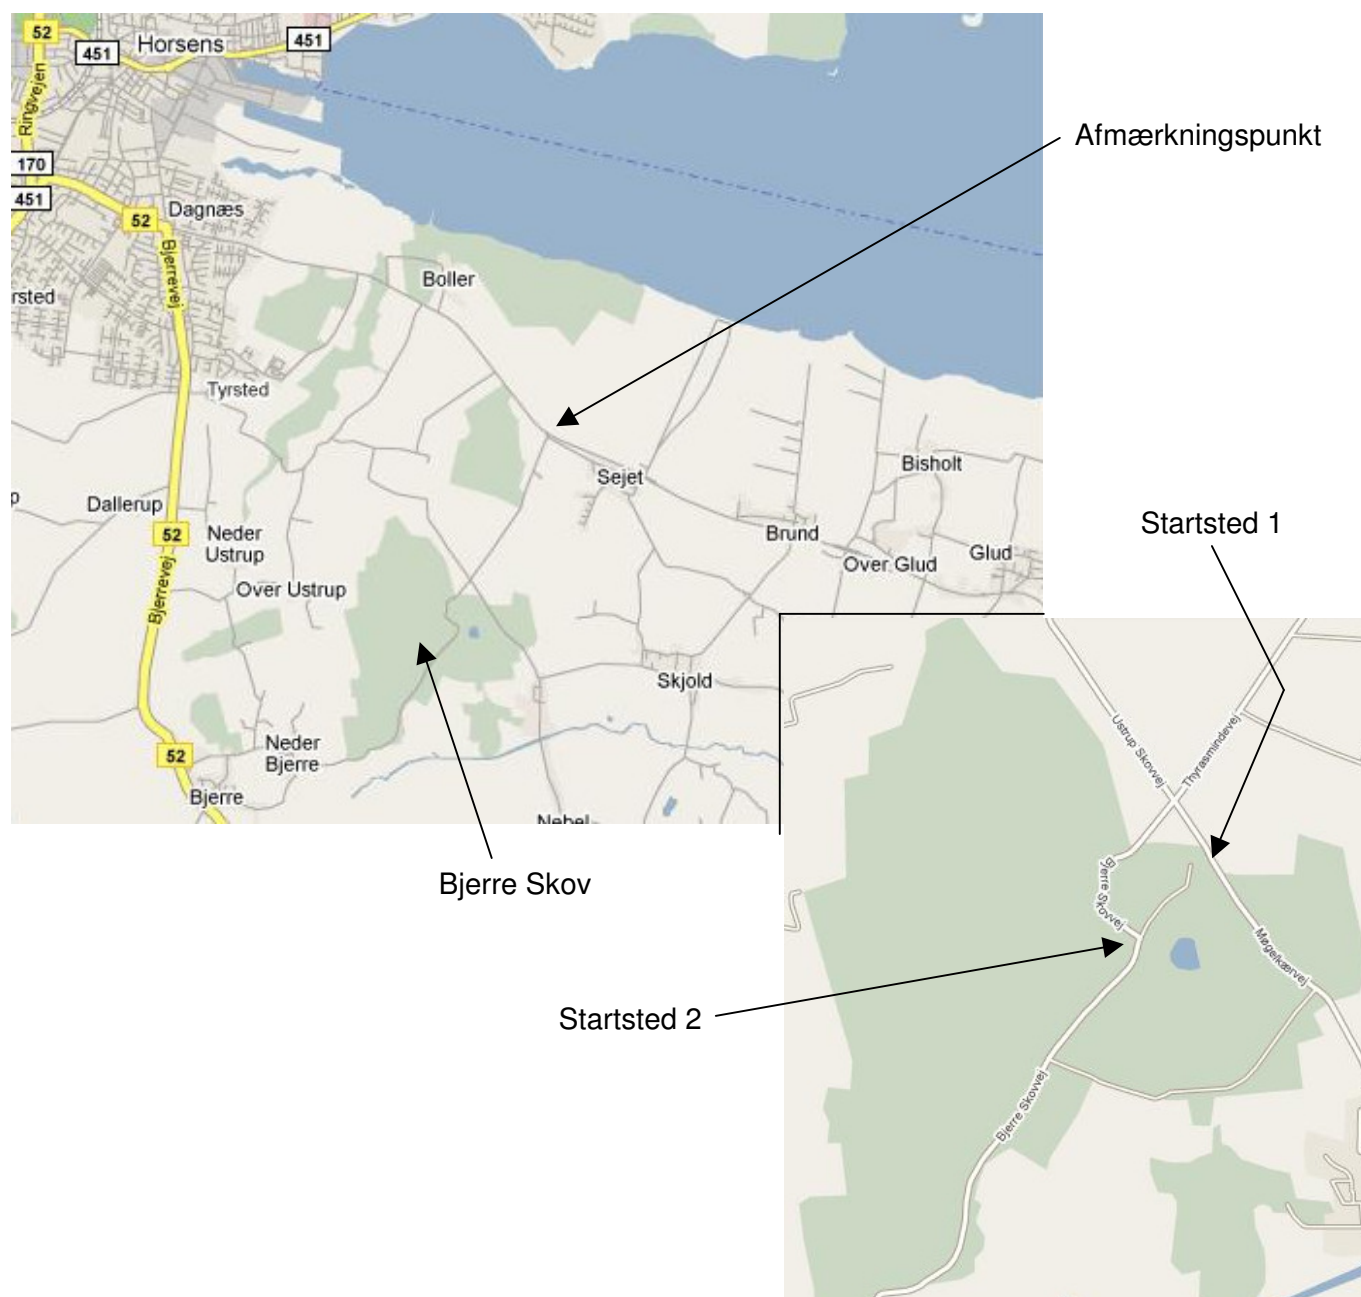 52
451
Horsens
451
Ringvejen
170
451
52
Dagnæs
Bjerrevej
Boller
rsted
Tyrsted
Afmærkningspunkt
Sejet
Bisholt
Dallerup
52
Neder
Ustrup
Brund
Over Glud
Glud
Startsted 1
Bjerrevej
Over Ustrup
Skjold
52
Neder
Bjerre
Bjerre
Nebel
Bjerre Skov
Ustrup Skovvej
Thyrasmindevej
Bjerre Skovvej
Møgelkærvej
Startsted 2
Bjerre Skovvej